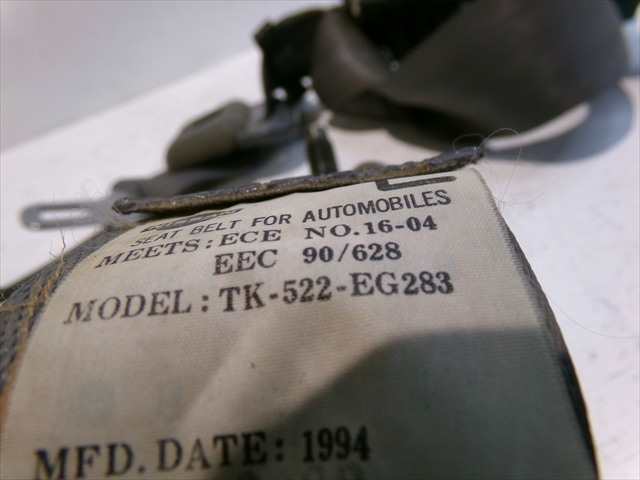 SEAT BELT FOR AUTOMOBILES
MEETS: ECE NO.16-04
EEC 90/628
MODEL: TK-522-EG283
MFD. DATE: 1994